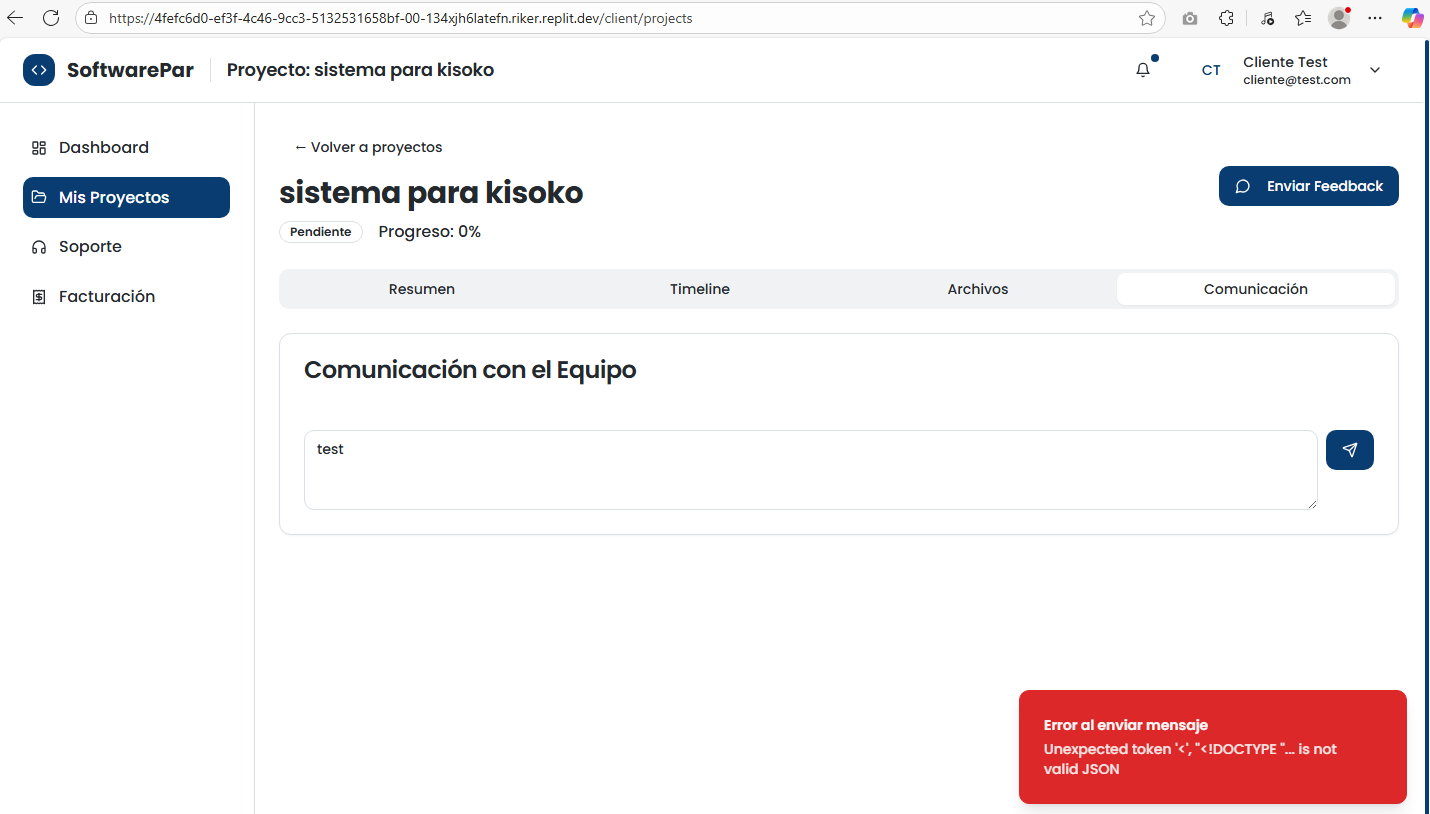 https://4fefc6d0-ef3f-4c46-9cc3-5132531658bf-00-134xjh6latefn.riker.replit.dev/client/projects
SoftwarePar
Proyecto: sistema para kisoko
CT
Cliente Test
cliente@test.com
Dashboard
Mis Proyectos
Soporte
Facturación
← Volver a proyectos
sistema para kisoko
Enviar Feedback
Pendiente
Progreso: 0%
Resumen
Timeline
Archivos
Comunicación
Comunicación con el Equipo
test
Error al enviar mensaje
Unexpected token '<', "<!DOCTYPE "... is not
valid JSON